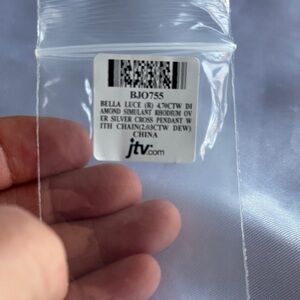 BJO755
BELLA LUCE (R) 4.70CTW DI
AMOND SIMULANT RHODIUM OV
ER SILVER CROSS PENDANT W
ITH CHAIN(2.03CTW DEW)
CHINA
jtv.com